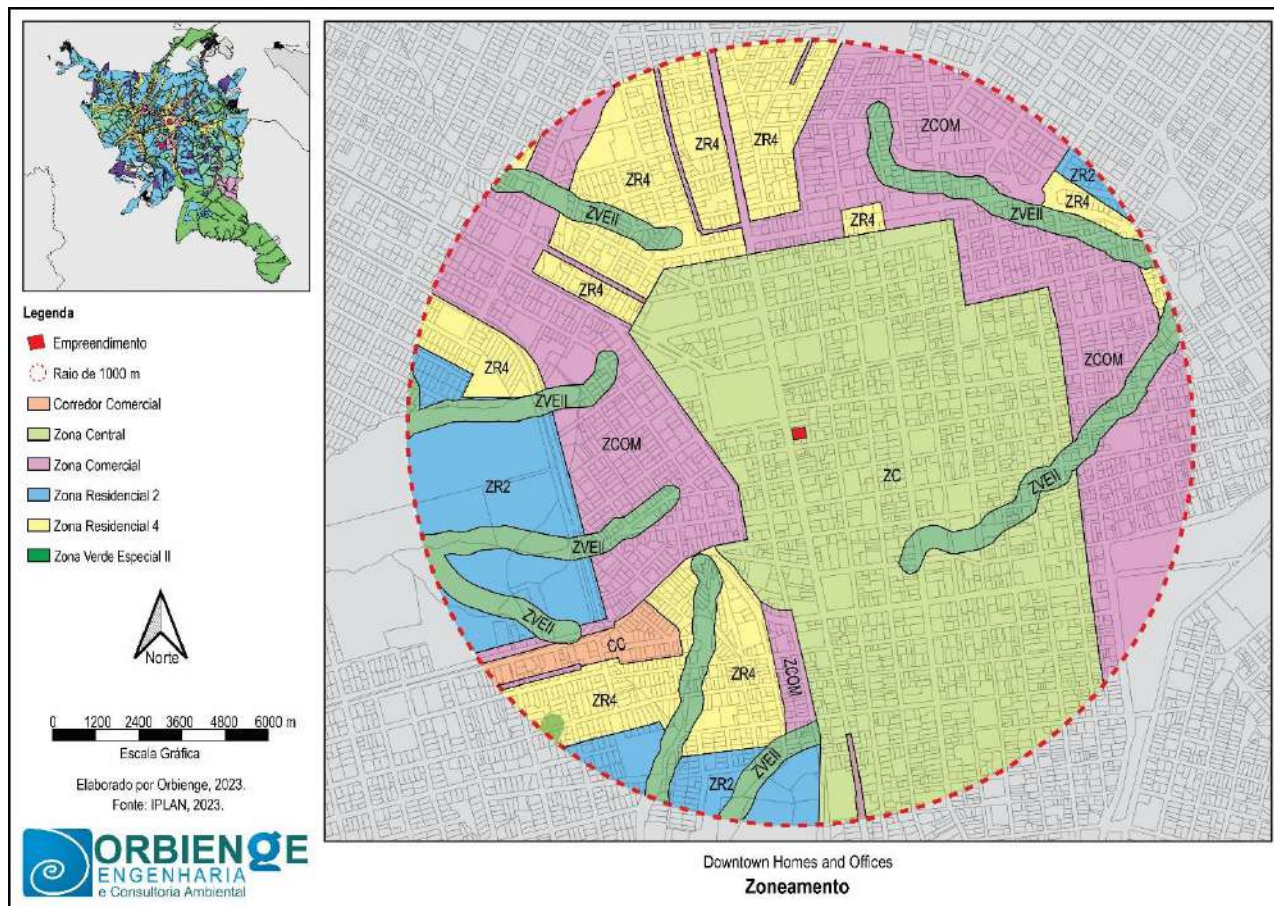 Legenda
Empreendimento
Raio de 1000 m
Corredor Comercial
Zona Central
Zona Comercial
Zona Residencial 2
Zona Residencial 4
Zona Verde Especial II
Norte
0 1200 2400 3600 4800 6000 m
Escala Gráfica
Elaborado por Orbienge, 2023.
Fonte: IPLAN, 2023.
ORBIENGE
ENGENHARIA
e Consultoria Ambiental
ZCOM
ZR4
ZR4
ZR4
ZR2
ZR4
ZVEII
ZVEII
ZR4
ZR4
ZR4
ZCOM
ZVEII
ZCOM
ZR2
ZC
ZVEII
ZVEII
ZVEII
CC
ZR4
ZCOM
ZR4
ZVEII
ZR2
Downtown Homes and Offices
Zoneamento